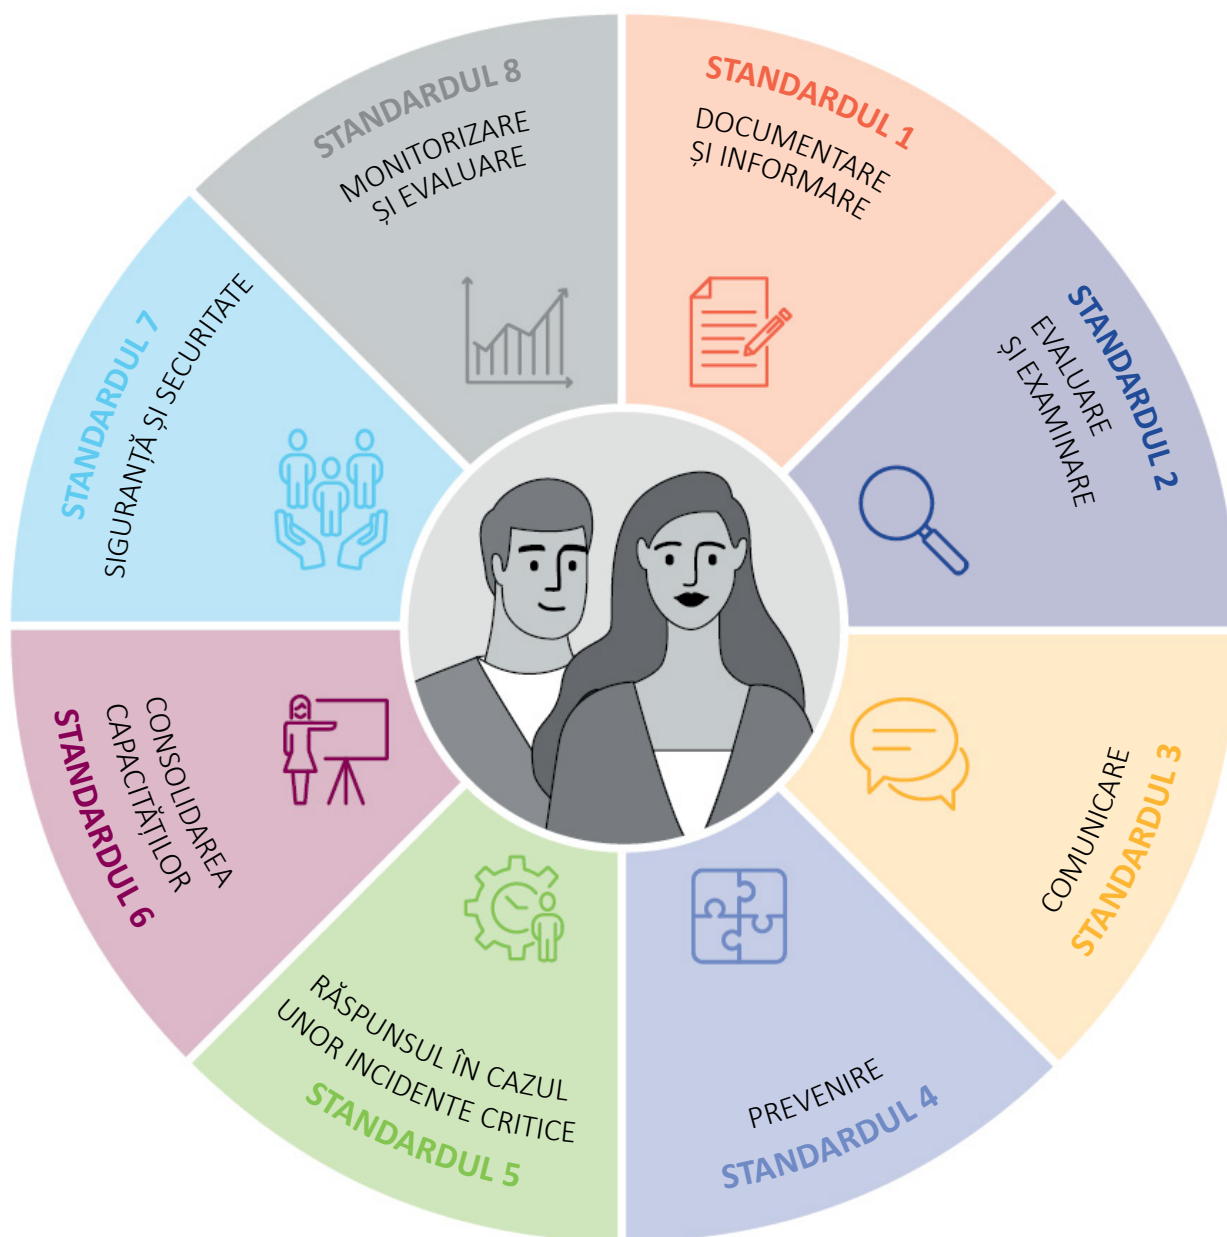 STANDARDUL 1
DOCUMENTARE
ȘI INFORMARE
STANDARDUL 2
EVALUARE
ȘI EXAMINARE
COMUNICARE
STANDARDUL 3
PREVENIRE
STANDARDUL 4
RĂSPUNSUL ÎN CAZUL
UNOR INCIDENTE CRITICE
STANDARDUL 5
CONSOLIDAREA
CAPACITĂȚILOR
STANDARDUL 6
STANDARDUL 7
SIGURANȚĂ ȘI SECURITATE
STANDARDUL 8
MONITORIZARE
ȘI EVALUARE